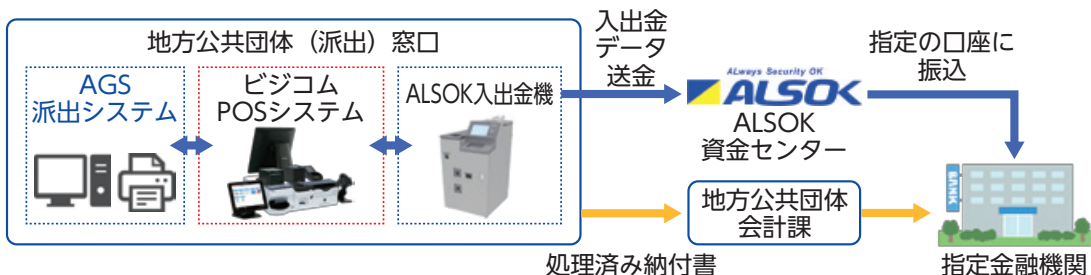 地方公共団体（派出）窓口
AGS
派出システム
ビジコム
POSシステム
ALSOK入出金機
入出金
データ
送金
ALways Security OK
ALSOK
ALSOK
資金センター
指定の口座に
振込
BANK
処理済み納付書
地方公共団体
会計課
指定金融機関